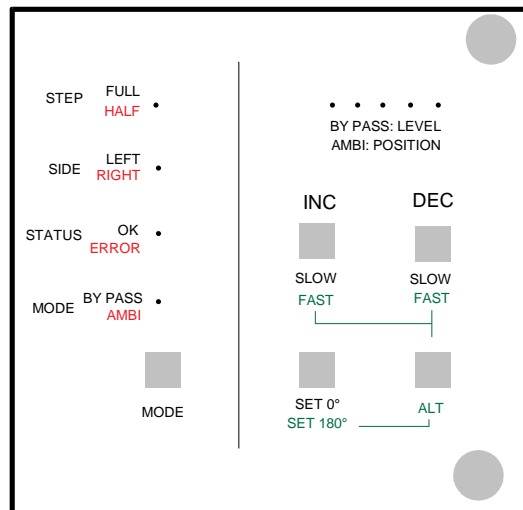 STEP
FULL
HALF
SIDE
LEFT
RIGHT
STATUS
OK
ERROR
MODE
BY PASS
AMBI
MODE
BY PASS: LEVEL
AMBI: POSITION
INC
DEC
SLOW
SLOW
FAST
FAST
SET 0°
SET 180°
ALT